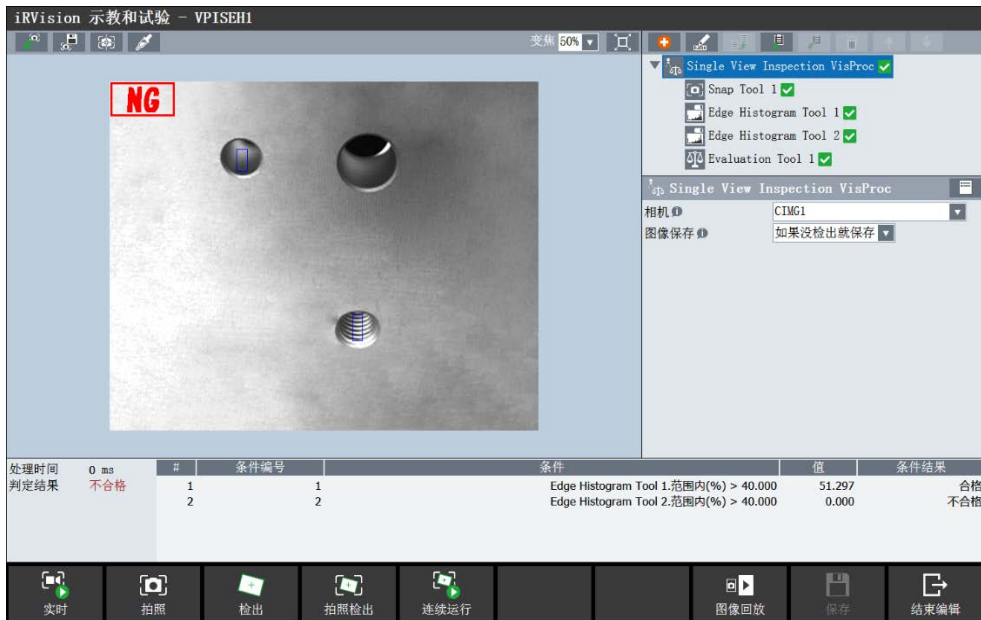 iRVision 示教和试验 - VPISEH1
变焦 50%
Single View Inspection VisProc
Snap Tool 1
Edge Histogram Tool 1
Edge Histogram Tool 2
Evaluation Tool 1
NG
Single View Inspection VisProc
相机 CIMG1
图像保存 如果没检出就保存
处理时间 0 ms
判定结果 不合格
# 条件编号 条件 值 条件结果
1 1 Edge Histogram Tool 1.范围内(%) > 40.000 51.297 合格
2 2 Edge Histogram Tool 2.范围内(%) > 40.000 0.000 不合格
实时 拍照 检出 拍照检出 连续运行 图像回放 保存 结束编辑